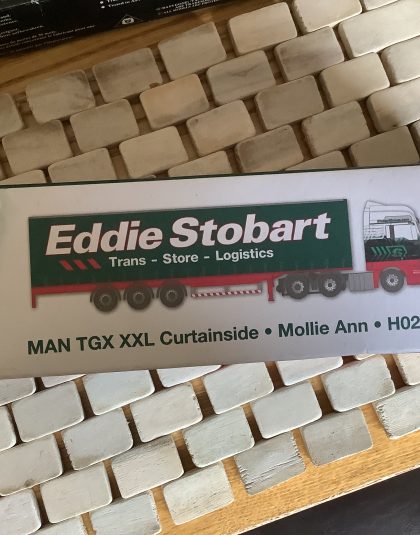 Eddie Stobart
Trans - Store - Logistics
MAN TGX XXL Curtainside • Mollie Ann • H02